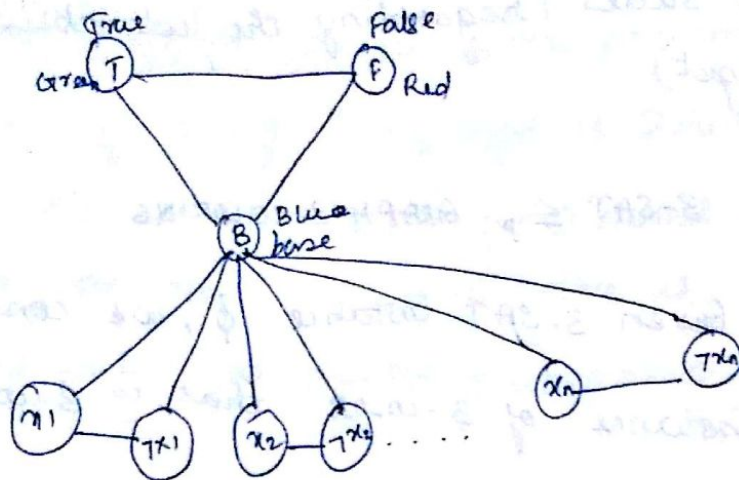 True
False
Green
T
F
Red
B
Blue
base
x1
¬x1
x2
¬x2
.....
xn
¬xn